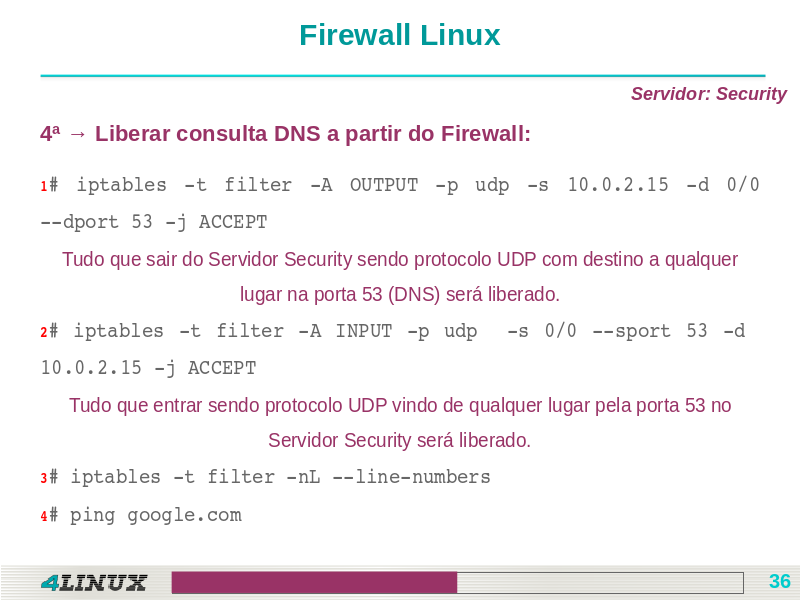 Firewall Linux
Servidor: Security
4ª → Liberar consulta DNS a partir do Firewall:
1# iptables -t filter -A OUTPUT -p udp -s 10.0.2.15 -d 0/0
--dport 53 -j ACCEPT
Tudo que sair do Servidor Security sendo protocolo UDP com destino a qualquer
lugar na porta 53 (DNS) será liberado.
2# iptables -t filter -A INPUT -p udp  -s 0/0 --sport 53 -d
10.0.2.15 -j ACCEPT
Tudo que entrar sendo protocolo UDP vindo de qualquer lugar pela porta 53 no
Servidor Security será liberado.
3# iptables -t filter -nL --line-numbers
4# ping google.com
4LINUX
36